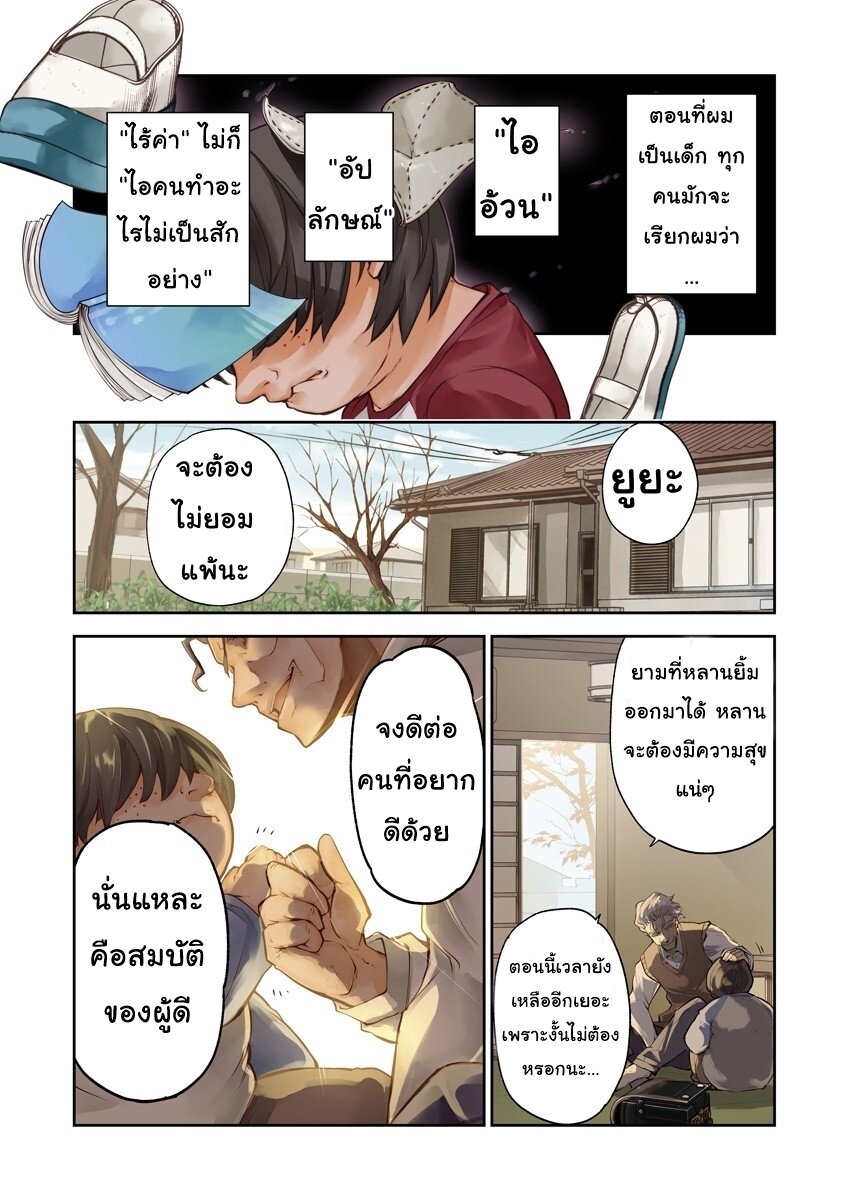 ตอนที่ผม
เป็นเด็ก ทุก
คนมักจะ
เรียกผมว่า
...
"ไอ
อ้วน"
"อัป
ลักษณ์"
"ไร้ค่า" ไม่ก็
"ไอคนทำอะ
ไรไม่เป็นสัก
อย่าง"
ยูยะ
จะต้อง
ไม่ยอม
แพ้นะ
ยามที่หลานยิ้ม
ออกมาได้ หลาน
จะต้องมีความสุข
แน่ๆ
ตอนนี้เวลายัง
เหลืออีกเยอะ
เพราะงั้นไม่ต้อง
หรอกนะ...
จงดีต่อ
คนที่อยาก
ดีด้วย
นั่นแหละ
คือสมบัติ
ของผู้ดี